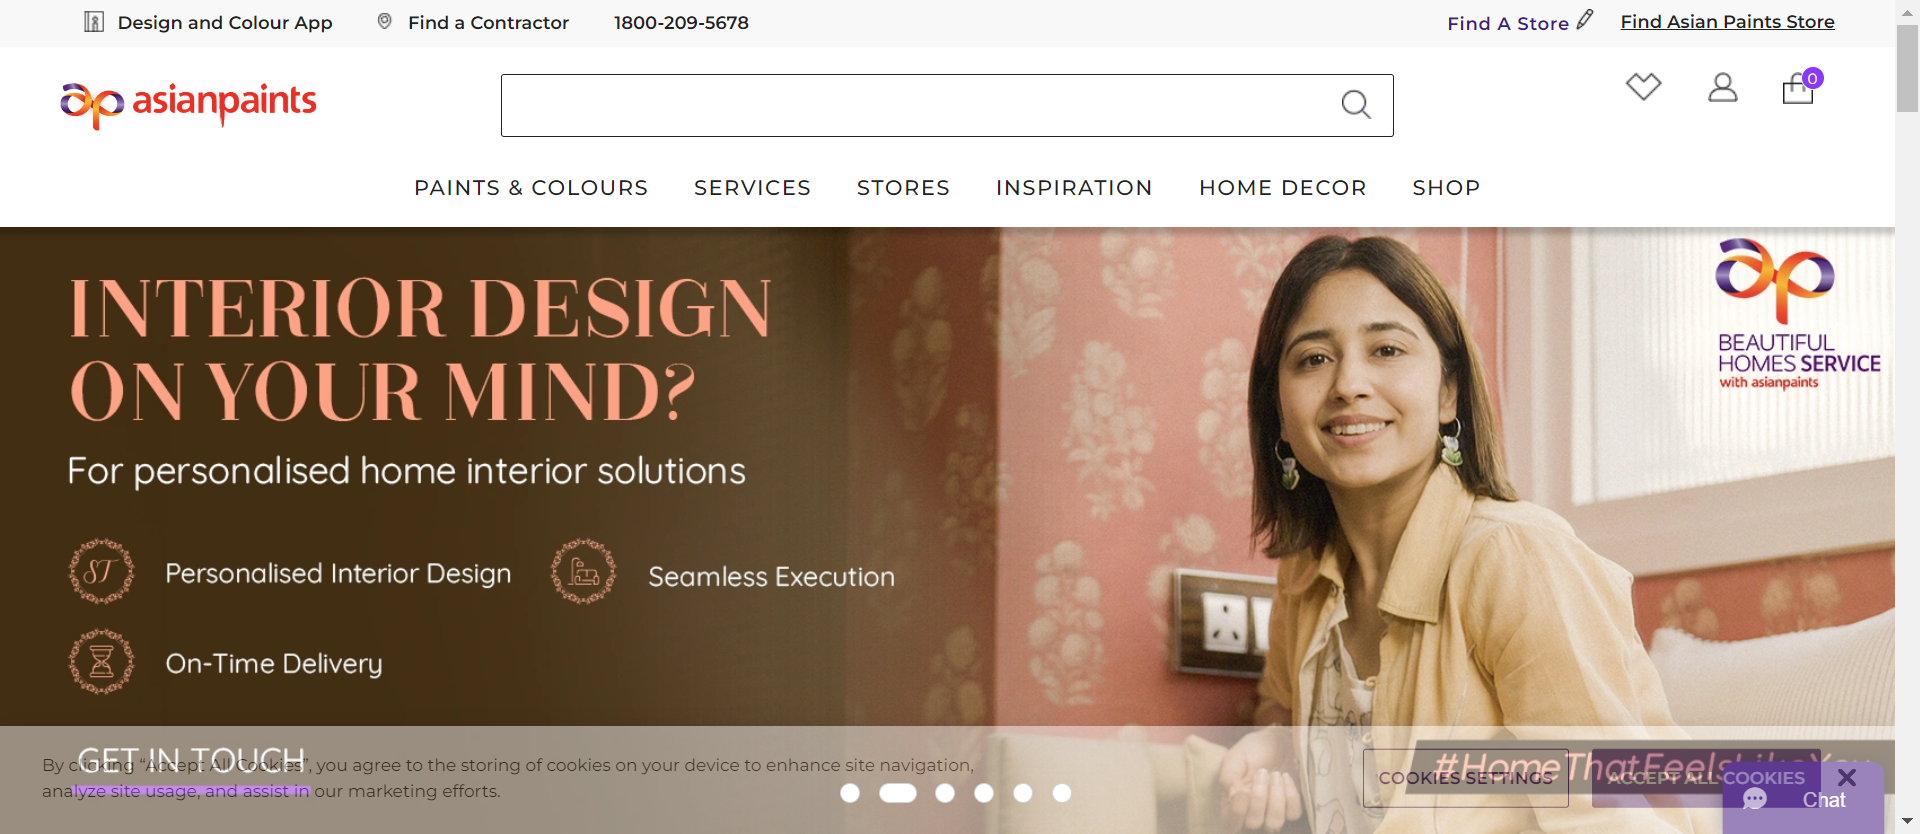 Design and Colour App
Find a Contractor
1800-209-5678
Find A Store
Find Asian Paints Store
ap asianpaints
0
PAINTS & COLOURS
SERVICES
STORES
INSPIRATION
HOME DECOR
SHOP
INTERIOR DESIGN
ON YOUR MIND?
For personalised home interior solutions
ST
Personalised Interior Design
Seamless Execution
On-Time Delivery
ap
BEAUTIFUL
HOMES SERVICE
with asianpaints
GET IN TOUCH
By clicking “Accept All Cookies”, you agree to the storing of cookies on your device to enhance site navigation,
analyze site usage, and assist in our marketing efforts.
#HomeThatFeelsLikeYou
COOKIES SETTINGS
ACCEPT ALL COOKIES
Chat